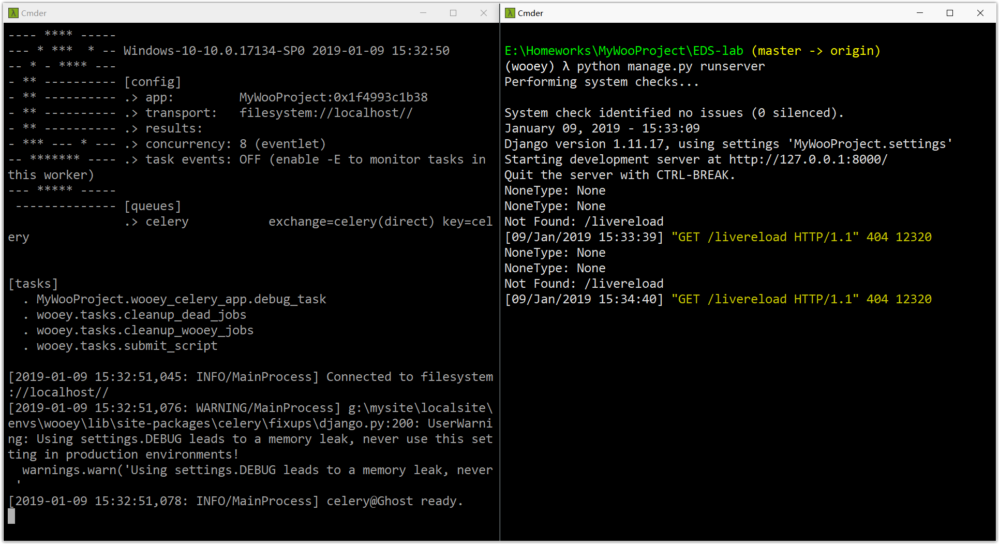 Cmder
---- **** -----
--- * ***  * -- Windows-10-10.0.17134-SP0 2019-01-09 15:32:50
-- * - **** ---
- ** ---------- [config]
- ** ---------- .> app:         MyWooProject:0x1f4993c1b38
- ** ---------- .> transport:   filesystem://localhost//
- ** ---------- .> results:
- *** --- * --- .> concurrency: 8 (eventlet)
-- ******* ---- .> task events: OFF (enable -E to monitor tasks in
this worker)
--- ***** -----
 -------------- [queues]
                .> celery           exchange=celery(direct) key=cel
ery
[tasks]
  . MyWooProject.wooey_celery_app.debug_task
  . wooey.tasks.cleanup_dead_jobs
  . wooey.tasks.cleanup_wooey_jobs
  . wooey.tasks.submit_script
[2019-01-09 15:32:51,045: INFO/MainProcess] Connected to filesystem
://localhost//
[2019-01-09 15:32:51,076: WARNING/MainProcess] g:\mysite\localsite\
envs\wooey\lib\site-packages\celery\fixups\django.py:200: UserWarni
ng: Using settings.DEBUG leads to a memory leak, never use this set
ting in production environments!
  warnings.warn('Using settings.DEBUG leads to a memory leak, never
 '
[2019-01-09 15:32:51,078: INFO/MainProcess] celery@Ghost ready.
Cmder
E:\Homeworks\MyWooProject\EDS-lab (master -> origin)
(wooey) λ python manage.py runserver
Performing system checks...
System check identified no issues (0 silenced).
January 09, 2019 - 15:33:09
Django version 1.11.17, using settings 'MyWooProject.settings'
Starting development server at http://127.0.0.1:8000/
Quit the server with CTRL-BREAK.
NoneType: None
NoneType: None
Not Found: /livereload
[09/Jan/2019 15:33:39] "GET /livereload HTTP/1.1" 404 12320
NoneType: None
NoneType: None
Not Found: /livereload
[09/Jan/2019 15:34:40] "GET /livereload HTTP/1.1" 404 12320